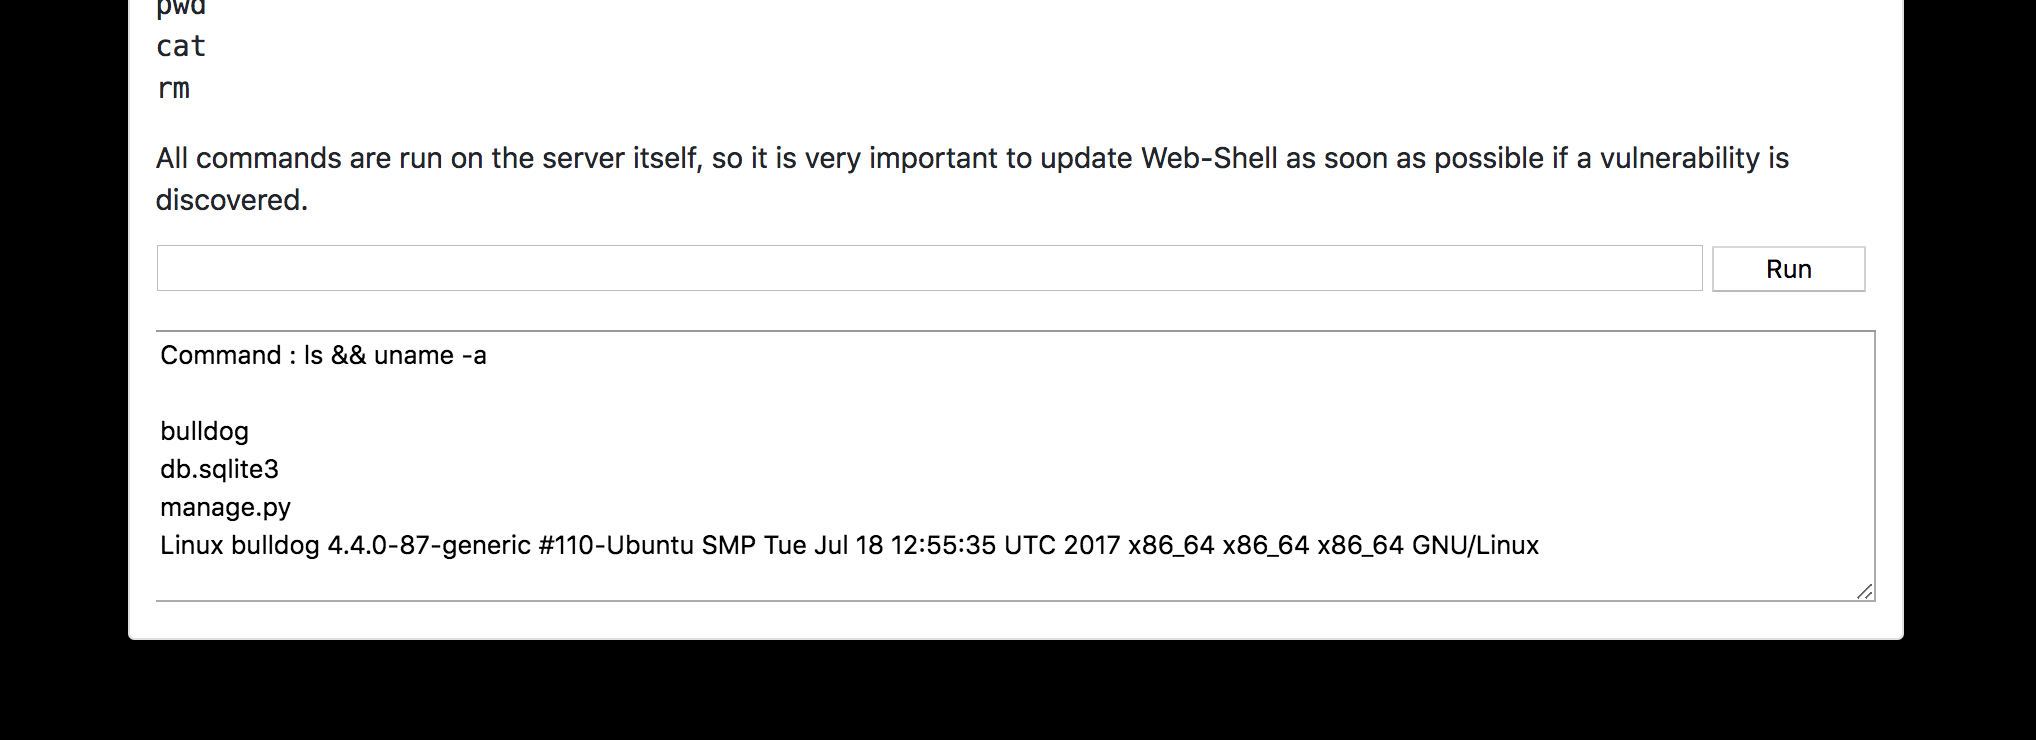 pwd
cat
rm
All commands are run on the server itself, so it is very important to update Web-Shell as soon as possible if a vulnerability is
discovered.
Run
Command : ls && uname -a
bulldog
db.sqlite3
manage.py
Linux bulldog 4.4.0-87-generic #110-Ubuntu SMP Tue Jul 18 12:55:35 UTC 2017 x86_64 x86_64 x86_64 GNU/Linux